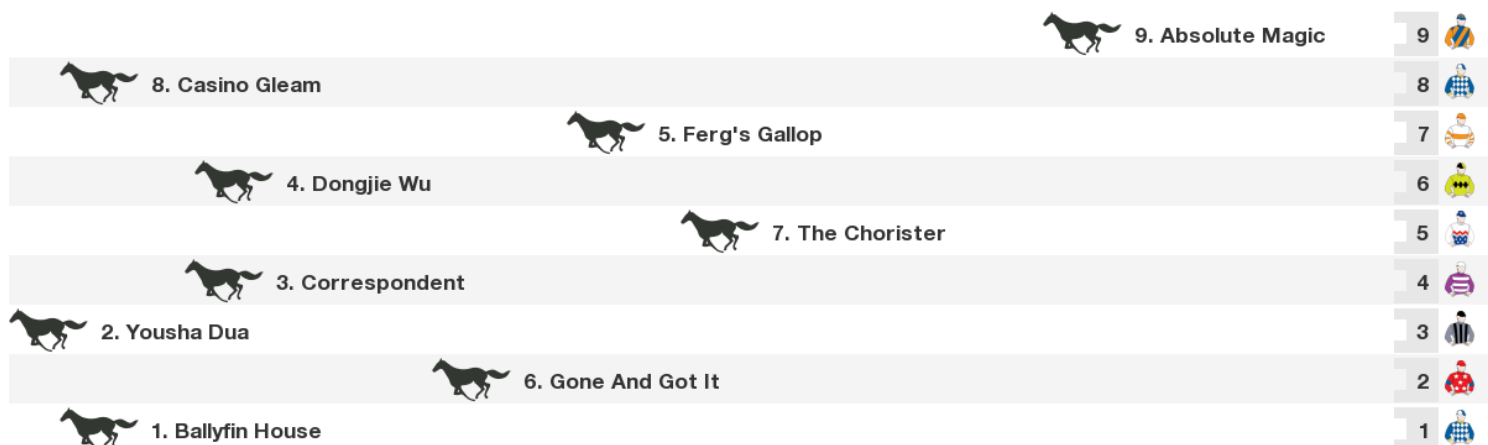 9. Absolute Magic 9
8. Casino Gleam 8
5. Ferg's Gallop 7
4. Dongjie Wu 6
7. The Chorister 5
3. Correspondent 4
2. Yousha Dua 3
6. Gone And Got It 2
1. Ballyfin House 1